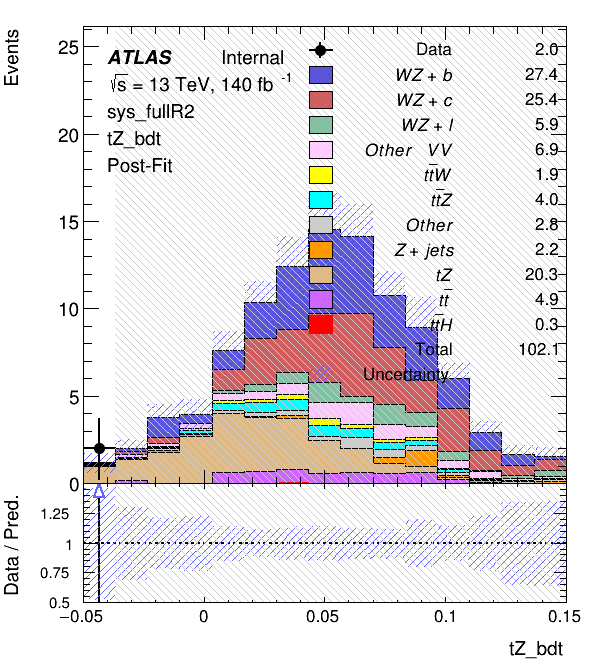 Events
25
20
15
10
5
0
ATLAS Internal
√s = 13 TeV, 140 fb -1
sys_fullR2
tZ_bdt
Post-Fit
Data 2.0
WZ + b 27.4
WZ + c 25.4
WZ + l 5.9
Other VV 6.9
tt̄W 1.9
tt̄Z 4.0
Other 2.8
Z + jets 2.2
tZ 20.3
tt̄ 4.9
tt̄H 0.3
Total 102.1
Uncertainty
Data / Pred.
1.25
1
0.75
0.5
−0.05 0 0.05 0.1 0.15
tZ_bdt